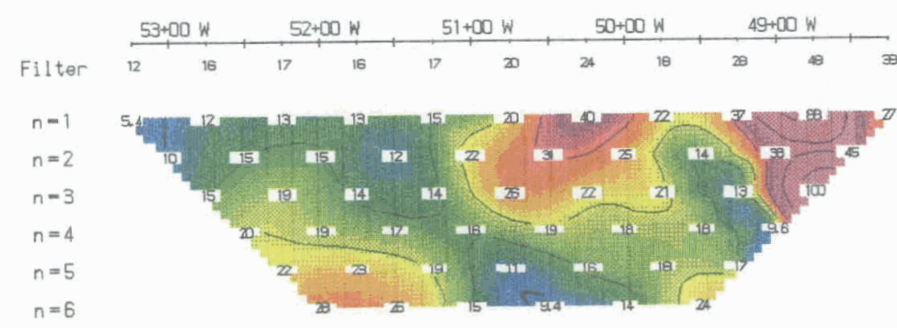 53+00 W 52+00 W 51+00 W 50+00 W 49+00 W
Filter 12 16 17 16 17 20 24 18 28 48 39
n=1 5.4 12 13 13 15 20 40 22 37 88 27
n=2 10 15 15 12 22 31 25 14 38 45
n=3 15 19 14 14 26 22 21 13 100
n=4 20 19 17 16 19 18 18 9.6
n=5 22 23 19 11 16 18 17
n=6 28 26 15 9.4 14 24